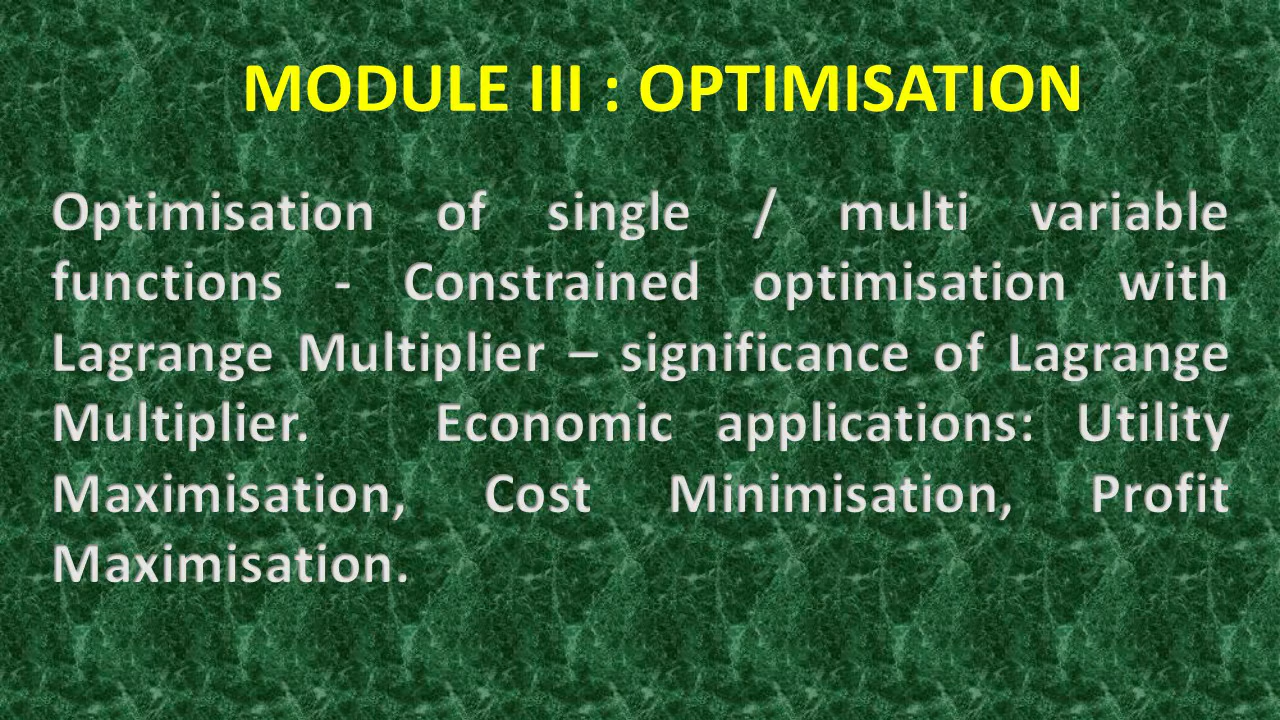 MODULE III : OPTIMISATION
Optimisation of single / multi variable
functions - Constrained optimisation with
Lagrange Multiplier – significance of Lagrange
Multiplier. Economic applications: Utility
Maximisation, Cost Minimisation, Profit
Maximisation.